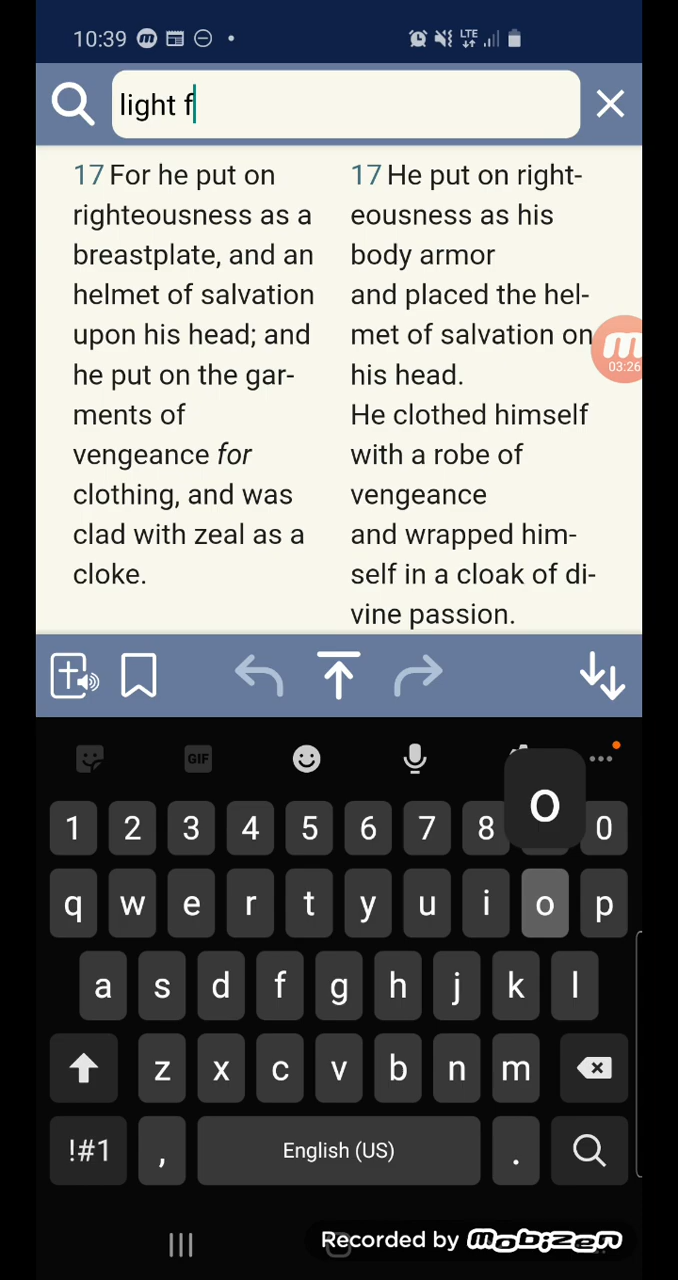 10:39
LTE
light f
17 For he put on
righteousness as a
breastplate, and an
helmet of salvation
upon his head; and
he put on the gar-
ments of
vengeance for
clothing, and was
clad with zeal as a
cloke.
17 He put on right-
eousness as his
body armor
and placed the hel-
met of salvation on
his head.
He clothed himself
with a robe of
vengeance
and wrapped him-
self in a cloak of di-
vine passion.
03:26
GIF
o
1 2 3 4 5 6 7 8 0
q w e r t y u i o p
a s d f g h j k l
z x c v b n m
!#1 , English (US) .
Recorded by mobizen